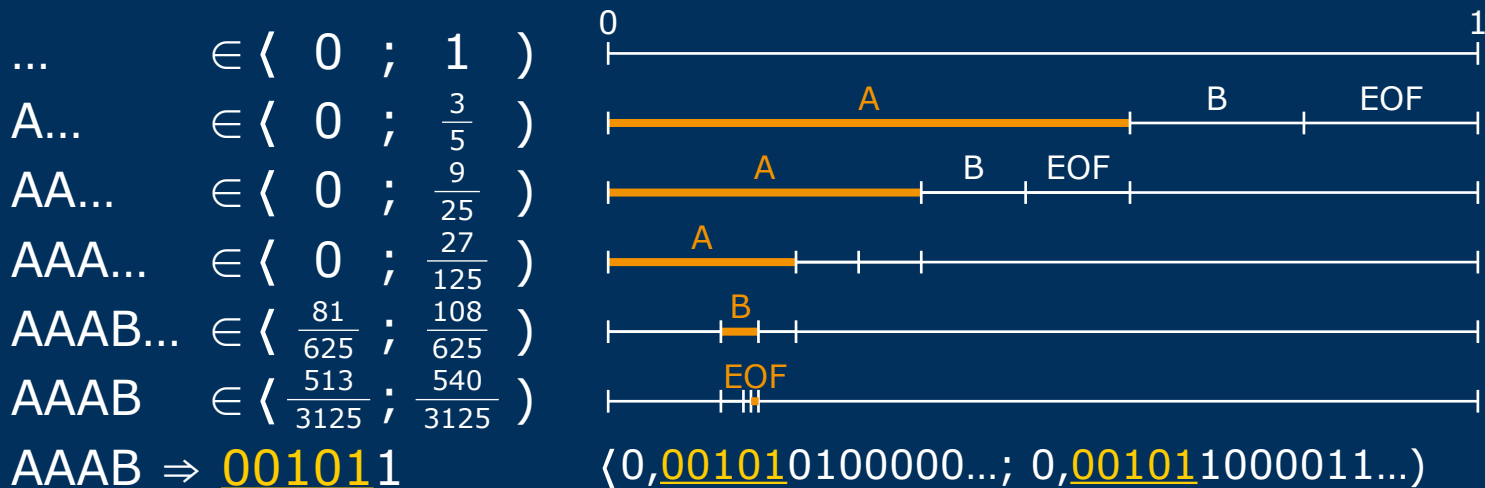 0 1
... ∈ ⟨ 0 ; 1 )
A B EOF
A... ∈ ⟨ 0 ; 3/5 )
A B EOF
AA... ∈ ⟨ 0 ; 9/25 )
A
AAA... ∈ ⟨ 0 ; 27/125 )
B
AAAB... ∈ ⟨ 81/625 ; 108/625 )
EOF
AAAB ∈ ⟨ 513/3125 ; 540/3125 )
AAAB ⇒ 001011 ⟨0,001010100000...; 0,001011000011...)